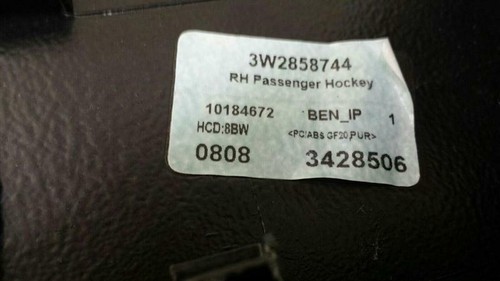 3W2858744
RH Passenger Hockey
10184672 BEN_IP 1
HCD:8BW <PC/ABS GF20,PUR>
0808 3428506